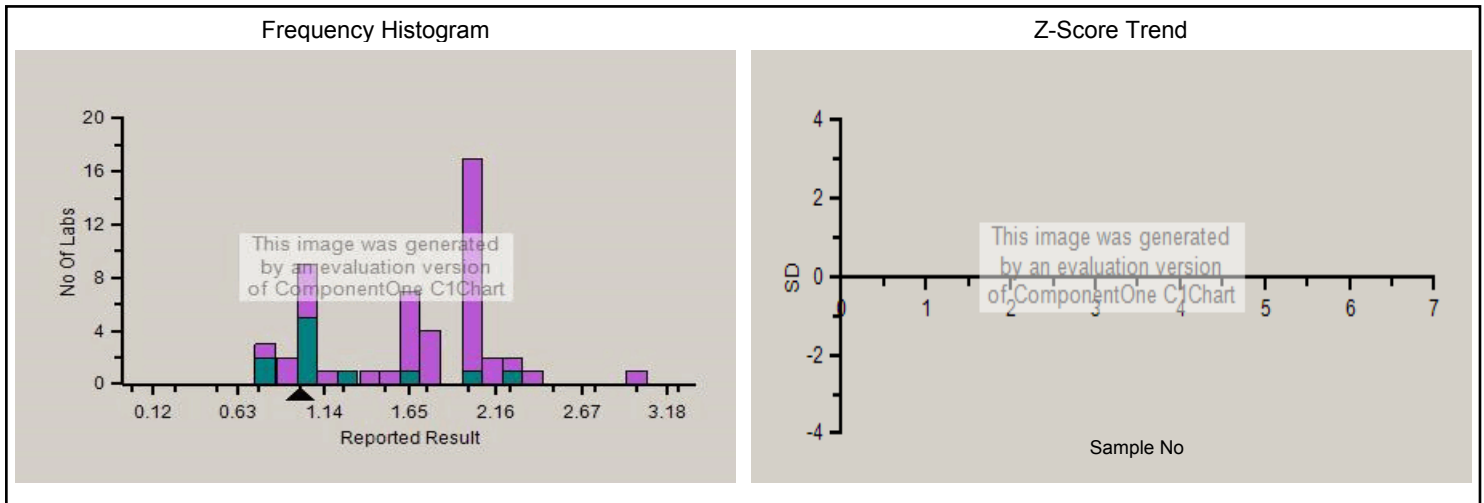 Frequency Histogram
20
16
12
8
4
0
No Of Labs
This image was generated
by an evaluation version
of ComponentOne C1Chart
0.12 0.63 1.14 1.65 2.16 2.67 3.18
Reported Result
Z-Score Trend
4
2
0
-2
-4
SD
This image was generated
by an evaluation version
of ComponentOne C1Chart
0 1 2 3 4 5 6 7
Sample No